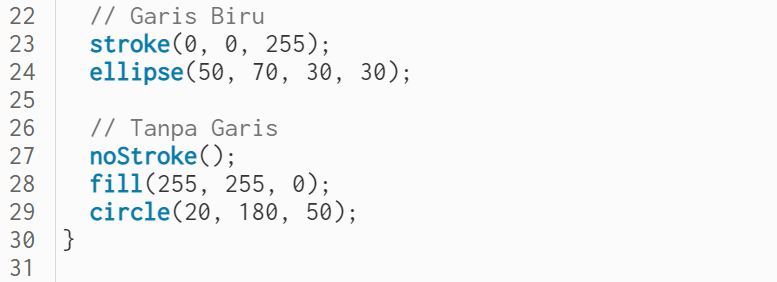 22 // Garis Biru
23 stroke(0, 0, 255);
24 ellipse(50, 70, 30, 30);
25
26 // Tanpa Garis
27 noStroke();
28 fill(255, 255, 0);
29 circle(20, 180, 50);
30 }
31